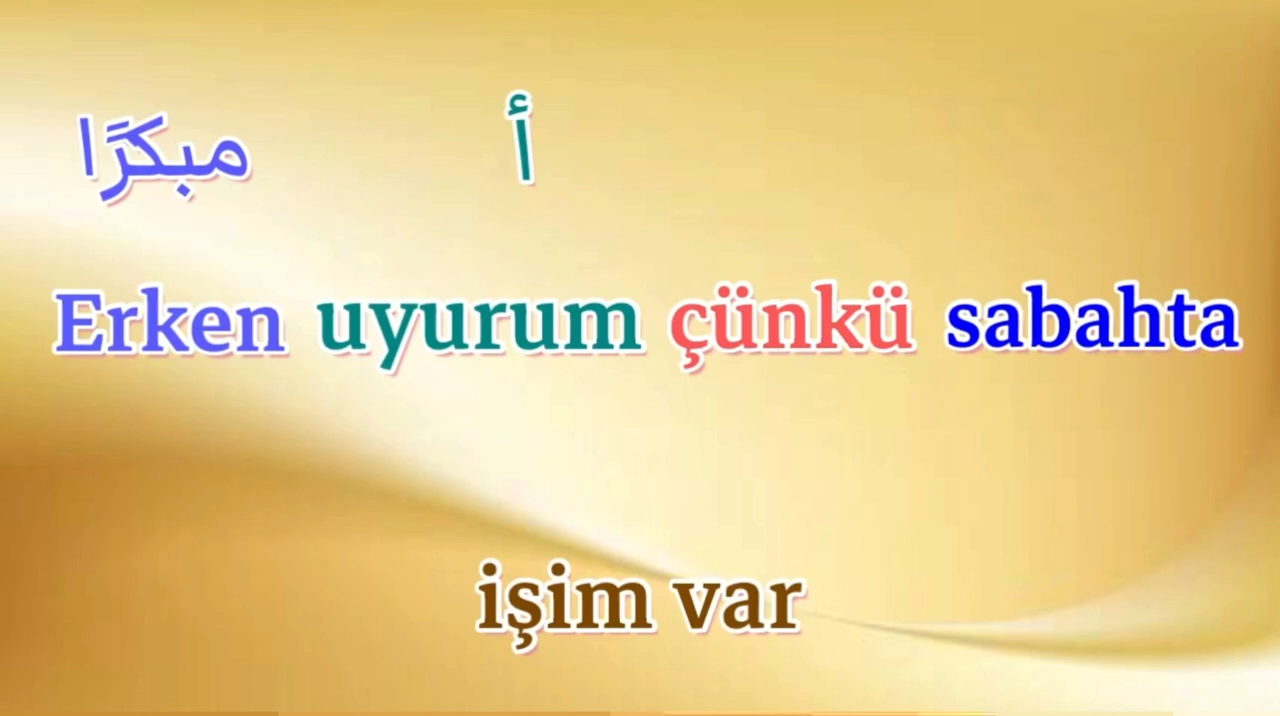 مبكرًا أ
Erken uyurum çünkü sabahta
işim var